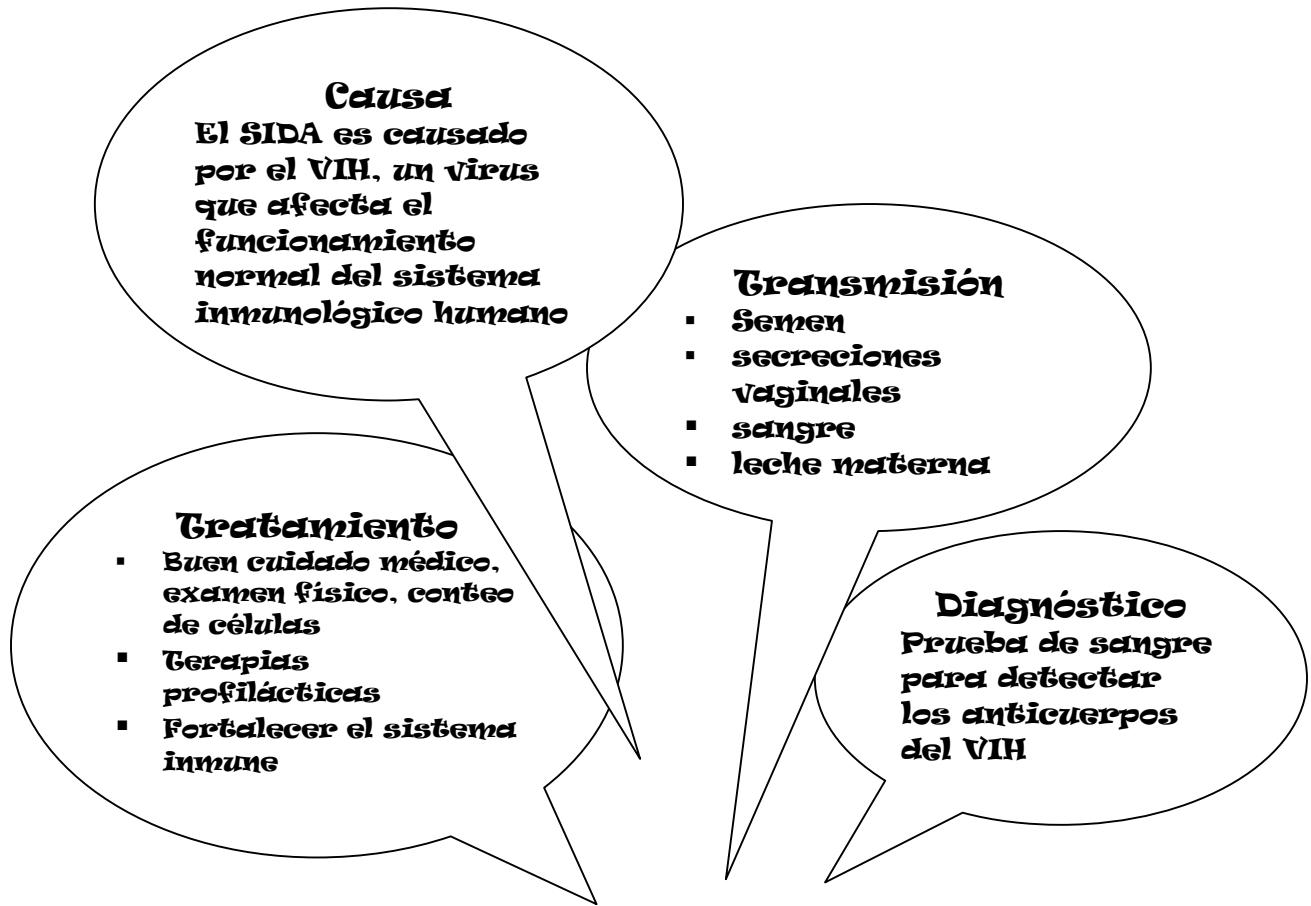 Causa
El SIDA es causado
por el VIH, un virus
que afecta el
funcionamiento
normal del sistema
inmunológico humano
Transmisión
▪ Semen
▪ secreciones
vaginales
▪ sangre
▪ leche materna
Tratamiento
▪ Buen cuidado médico,
examen físico, conteo
de células
▪ Terapias
profilácticas
▪ Fortalecer el sistema
inmune
Diagnóstico
Prueba de sangre
para detectar
los anticuerpos
del VIH